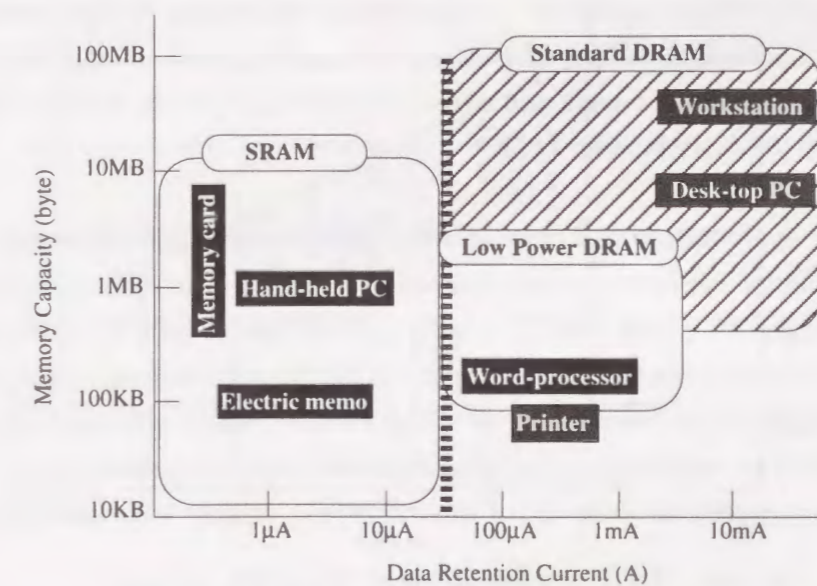 100MB
Standard DRAM
Workstation
SRAM
10MB
Desk-top PC
Memory card
Low Power DRAM
1MB
Hand-held PC
Memory Capacity (byte)
Word-processor
100KB
Electric memo
Printer
10KB
1μA
10μA
100μA
1mA
10mA
Data Retention Current (A)